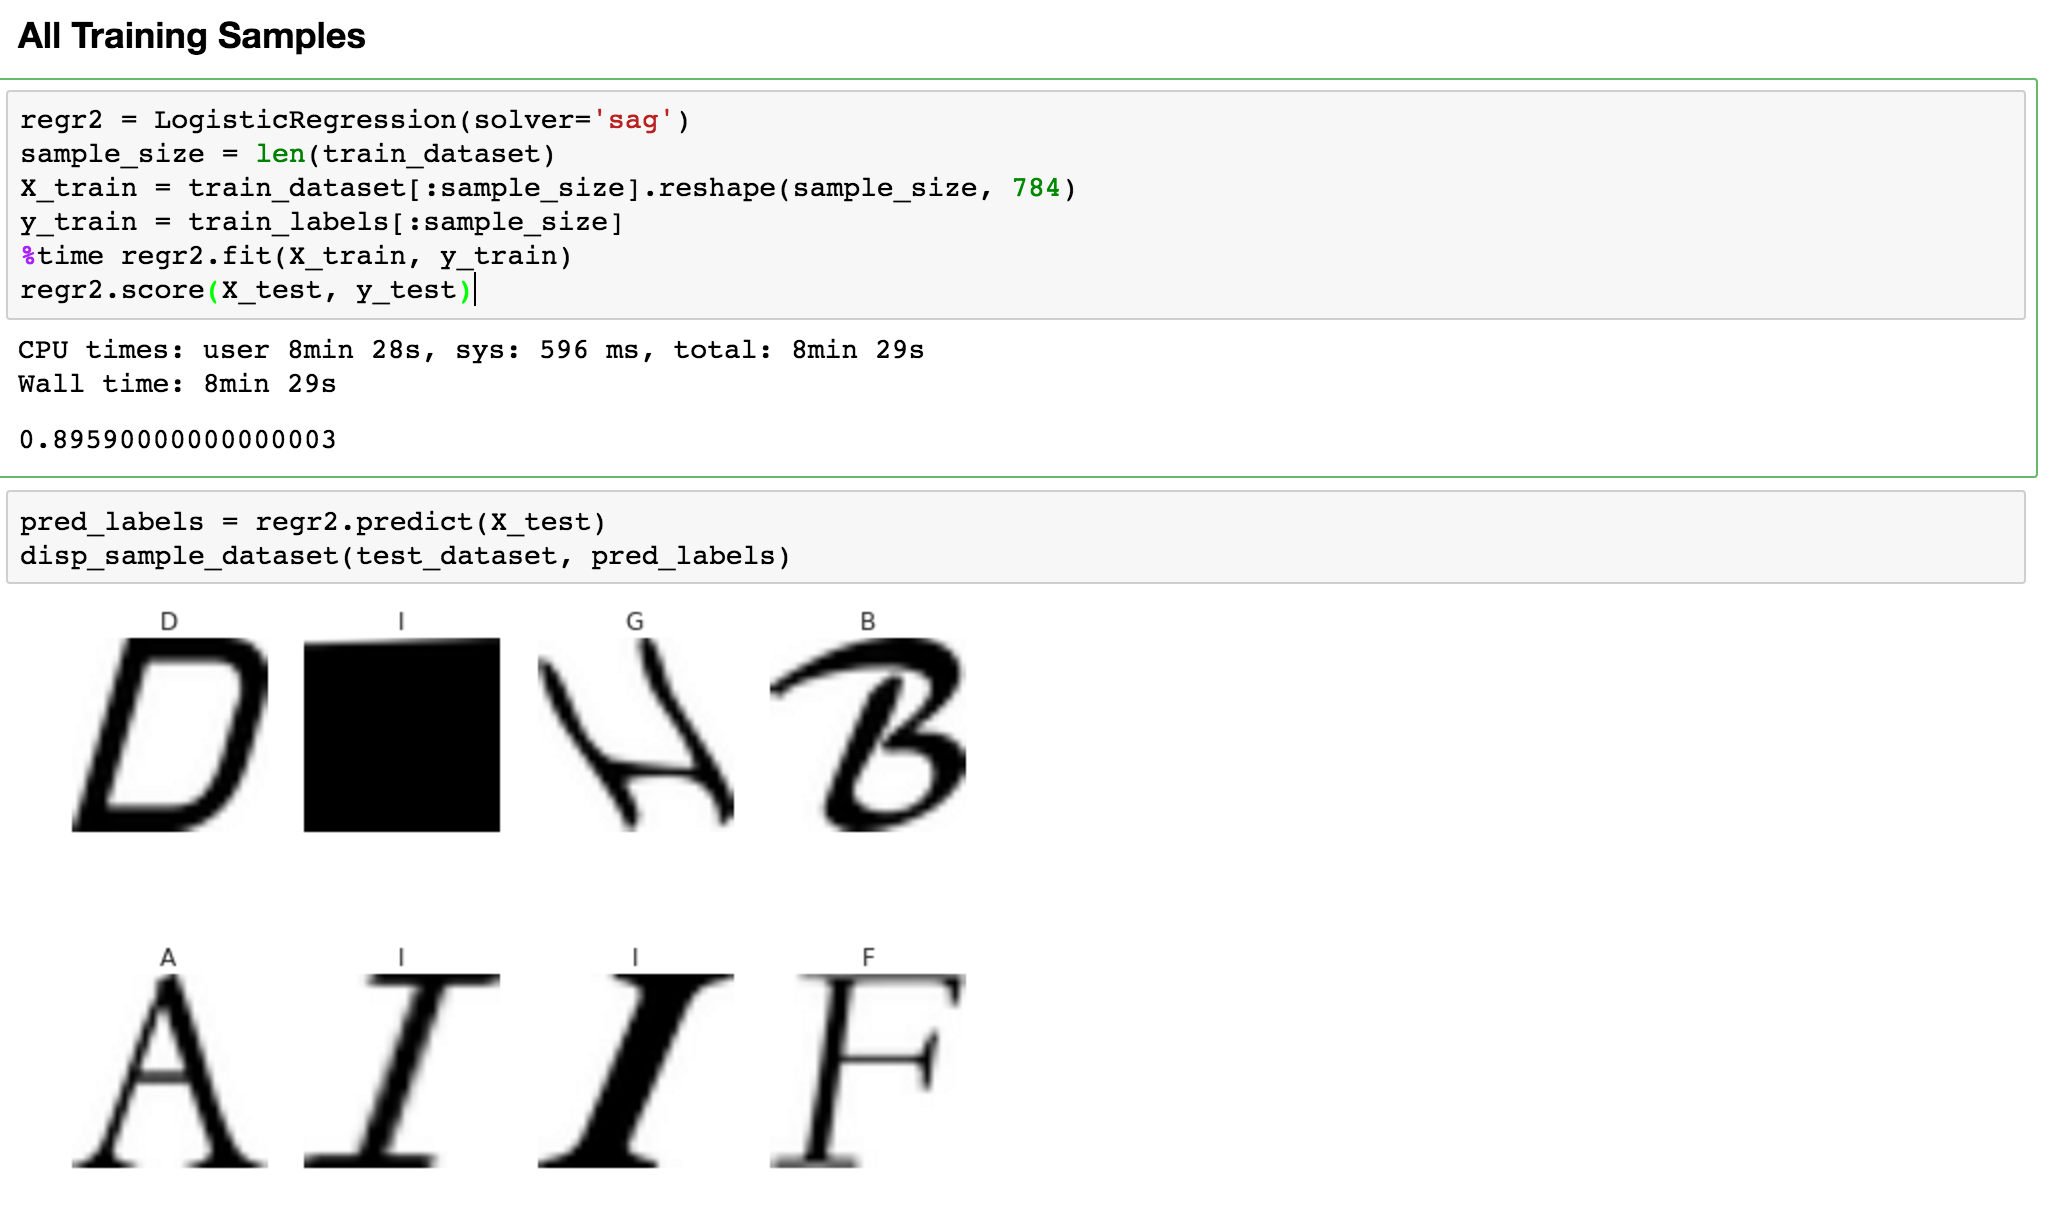 All Training Samples
regr2 = LogisticRegression(solver='sag')
sample_size = len(train_dataset)
X_train = train_dataset[:sample_size].reshape(sample_size, 784)
y_train = train_labels[:sample_size]
%time regr2.fit(X_train, y_train)
regr2.score(X_test, y_test)
CPU times: user 8min 28s, sys: 596 ms, total: 8min 29s
Wall time: 8min 29s
0.89590000000000003
pred_labels = regr2.predict(X_test)
disp_sample_dataset(test_dataset, pred_labels)
D I G B
D H B
A I I F
A I I F